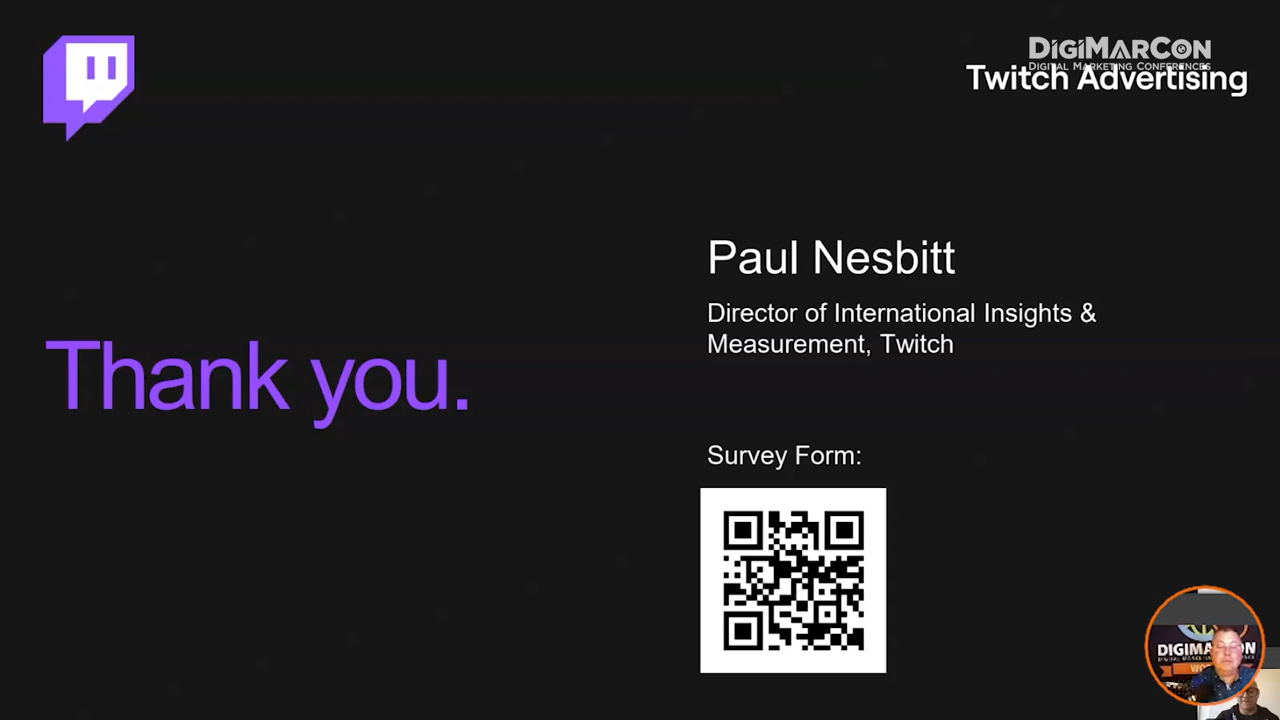 DIGIMARCON
DIGITAL MARKETING CONFERENCES
Twitch Advertising
Paul Nesbitt
Director of International Insights &
Measurement, Twitch
Thank you.
Survey Form:
DIGIMARCON